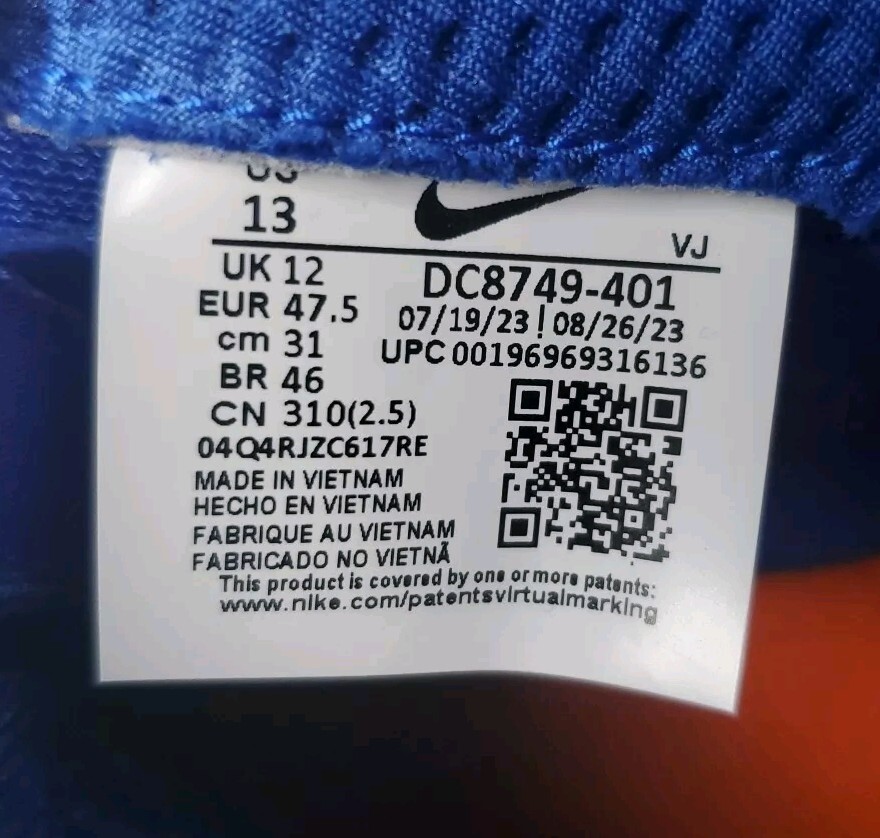 US
13
VJ
UK 12
EUR 47.5
cm 31
BR 46
CN 310(2.5)
04Q4RJZC617RE
DC8749-401
07/19/23 | 08/26/23
UPC 00196969316136
MADE IN VIETNAM
HECHO EN VIETNAM
FABRIQUE AU VIETNAM
FABRICADO NO VIETNÃ
This product is covered by one or more patents:
www.nike.com/patentsvirtualmarking